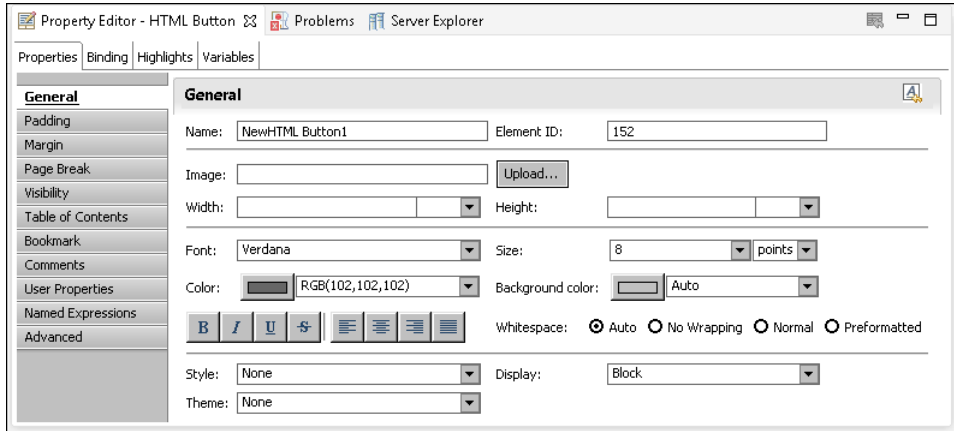 Property Editor - HTML Button Problems Server Explorer
Properties Binding Highlights Variables
General
Padding
Margin
Page Break
Visibility
Table of Contents
Bookmark
Comments
User Properties
Named Expressions
Advanced
General
Name: NewHTML Button1 Element ID: 152
Image: Upload...
Width: Height:
Font: Verdana Size: 8 points
Color: RGB(102,102,102) Background color: Auto
B I U S Whitespace: Auto No Wrapping Normal Preformatted
Style: None Display: Block
Theme: None